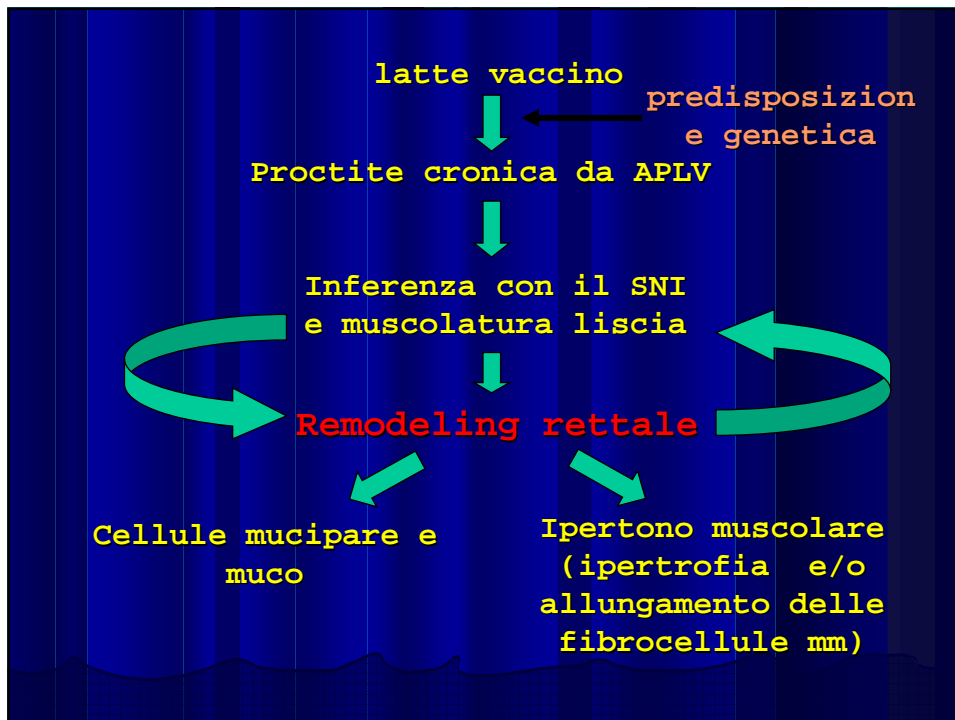 latte vaccino
predisposizion
e genetica
Proctite cronica da APLV
Inferenza con il SNI
e muscolatura liscia
Remodeling rettale
Cellule mucipare e
muco
Ipertono muscolare
(ipertrofia e/o
allungamento delle
fibrocellule mm)